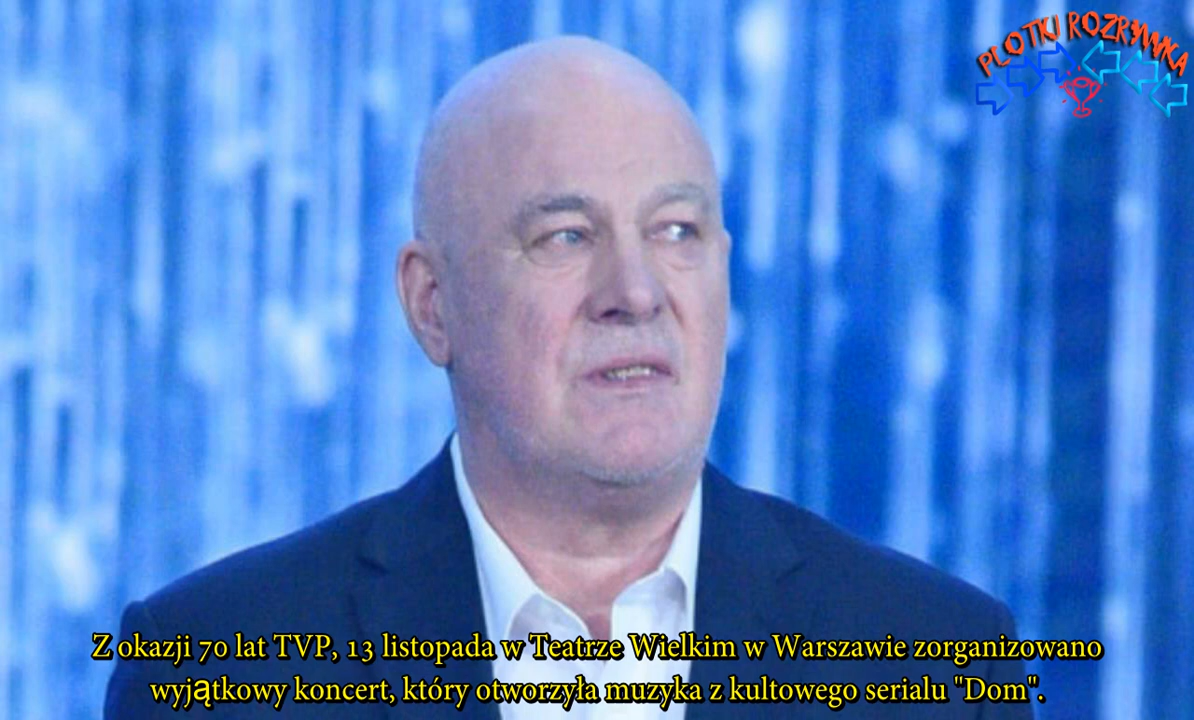 PLOTKI ROZRYWKA
Z okazji 70 lat TVP, 13 listopada w Teatrze Wielkim w Warszawie zorganizowano
wyjątkowy koncert, który otworzyła muzyka z kultowego serialu "Dom".